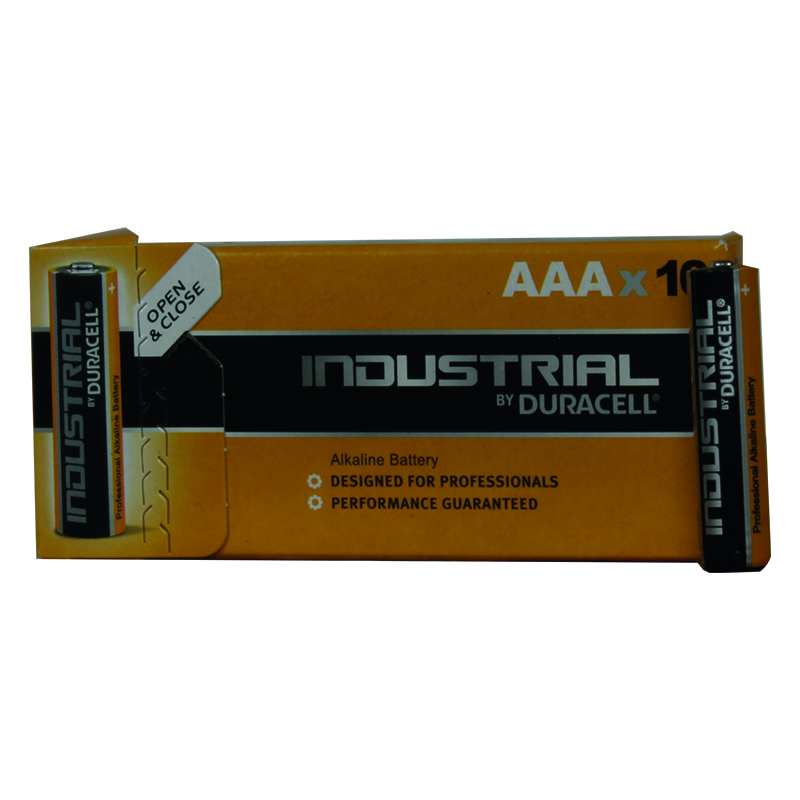 INDUSTRIAL
BY DURACELL®
Professional Alkaline Battery
+
OPEN
& CLOSE
AAA x 10
INDUSTRIAL
BY DURACELL®
Alkaline Battery
DESIGNED FOR PROFESSIONALS
PERFORMANCE GUARANTEED
INDUSTRIAL
BY DURACELL®
Professional Alkaline Battery
+